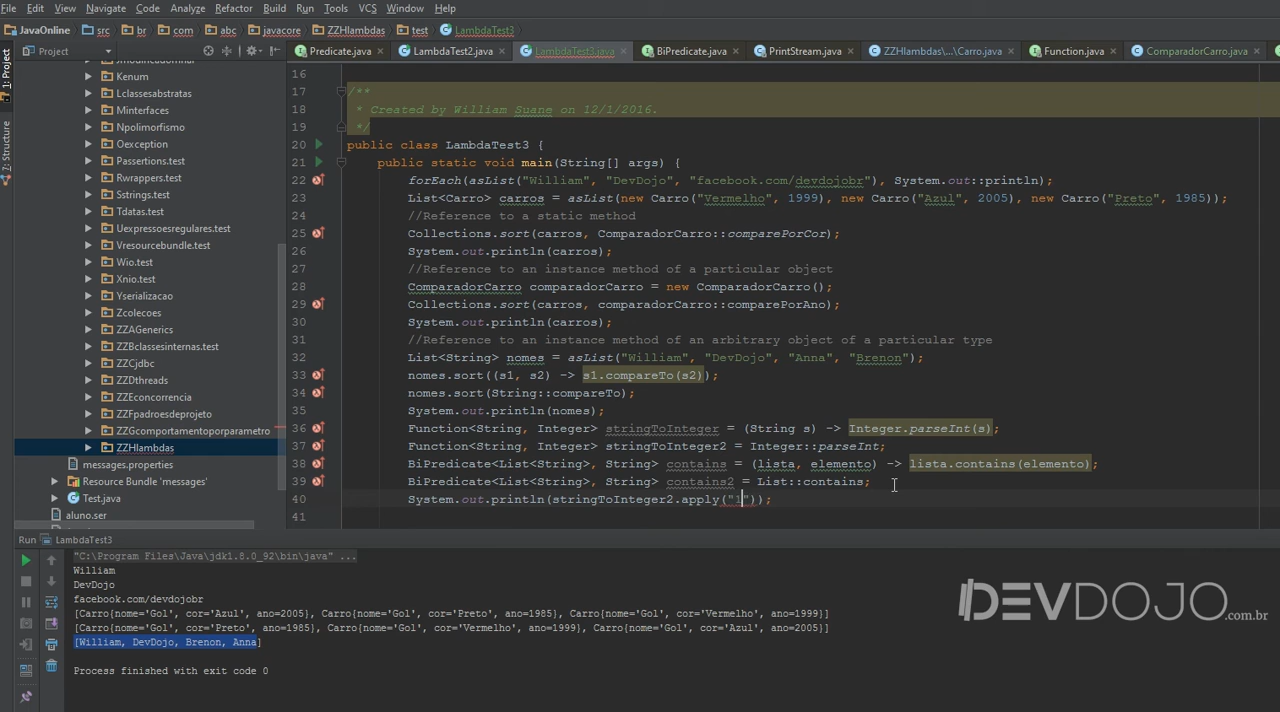 File Edit View Navigate Code Analyze Refactor Build Run Tools VCS Window Help
JavaOnline src br com abc javacore ZZHlambdas test LambdaTest3
Project
Predicate.java LambdaTest2.java LambdaTest3.java BiPredicate.java PrintStream.java ZZHlambdas\...\Carro.java Function.java ComparadorCarro.java
1: Project
7: Structure
Kenum
Lclassesabstratas
Minterfaces
Npolimorfismo
Oexception
Passertions.test
Rwrappers.test
Sstrings.test
Tdatas.test
Uexpressoesregulares.test
Vresourcebundle.test
Wio.test
Xnio.test
Yserializacao
Zcolecoes
ZZAGenerics
ZZBclassesinternas.test
ZZCjdbc
ZZDthreads
ZZEconcorrencia
ZZFpadroesdeprojeto
ZZGcomportamentoporparametro
ZZHlambdas
messages.properties
Resource Bundle 'messages'
Test.java
aluno.ser
16
17 /**
18 * Created by William Suane on 12/1/2016.
19 */
20 public class LambdaTest3 {
21 public static void main(String[] args) {
22 forEach(asList("William", "DevDojo", "facebook.com/devdojobr"), System.out::println);
23 List<Carro> carros = asList(new Carro("Vermelho", 1999), new Carro("Azul", 2005), new Carro("Preto", 1985));
24 //Reference to a static method
25 Collections.sort(carros, ComparadorCarro::comparePorCor);
26 System.out.println(carros);
27 //Reference to an instance method of a particular object
28 ComparadorCarro comparadorCarro = new ComparadorCarro();
29 Collections.sort(carros, comparadorCarro::comparePorAno);
30 System.out.println(carros);
31 //Reference to an instance method of an arbitrary object of a particular type
32 List<String> nomes = asList("William", "DevDojo", "Anna", "Brenon");
33 nomes.sort((s1, s2) -> s1.compareTo(s2));
34 nomes.sort(String::compareTo);
35 System.out.println(nomes);
36 Function<String, Integer> stringToInteger = (String s) -> Integer.parseInt(s);
37 Function<String, Integer> stringToInteger2 = Integer::parseInt;
38 BiPredicate<List<String>, String> contains = (lista, elemento) -> lista.contains(elemento);
39 BiPredicate<List<String>, String> contains2 = List::contains;
40 System.out.println(stringToInteger2.apply("1"));
41
Run LambdaTest3
"C:\Program Files\Java\jdk1.8.0_92\bin\java" ...
William
DevDojo
facebook.com/devdojobr
[Carro{nome='Gol', cor='Azul', ano=2005}, Carro{nome='Gol', cor='Preto', ano=1985}, Carro{nome='Gol', cor='Vermelho', ano=1999}]
[Carro{nome='Gol', cor='Preto', ano=1985}, Carro{nome='Gol', cor='Vermelho', ano=1999}, Carro{nome='Gol', cor='Azul', ano=2005}]
[William, DevDojo, Brenon, Anna]
Process finished with exit code 0
DEVDOJO.com.br